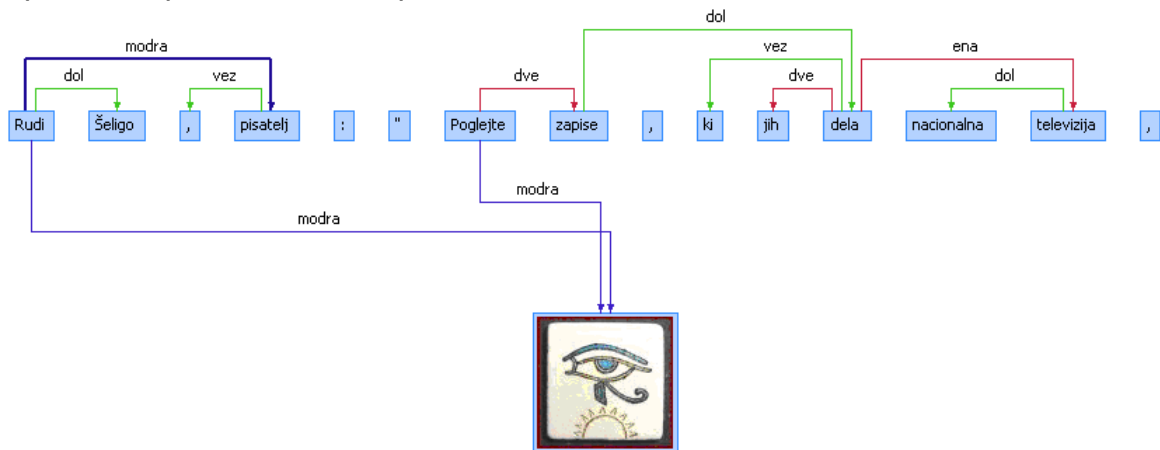 dol
modra vez ena
dol vez dve dve dol
Rudi Šeligo , pisatelj : " Poglejte zapise , ki jih dela nacionalna televizija ,
modra
modra